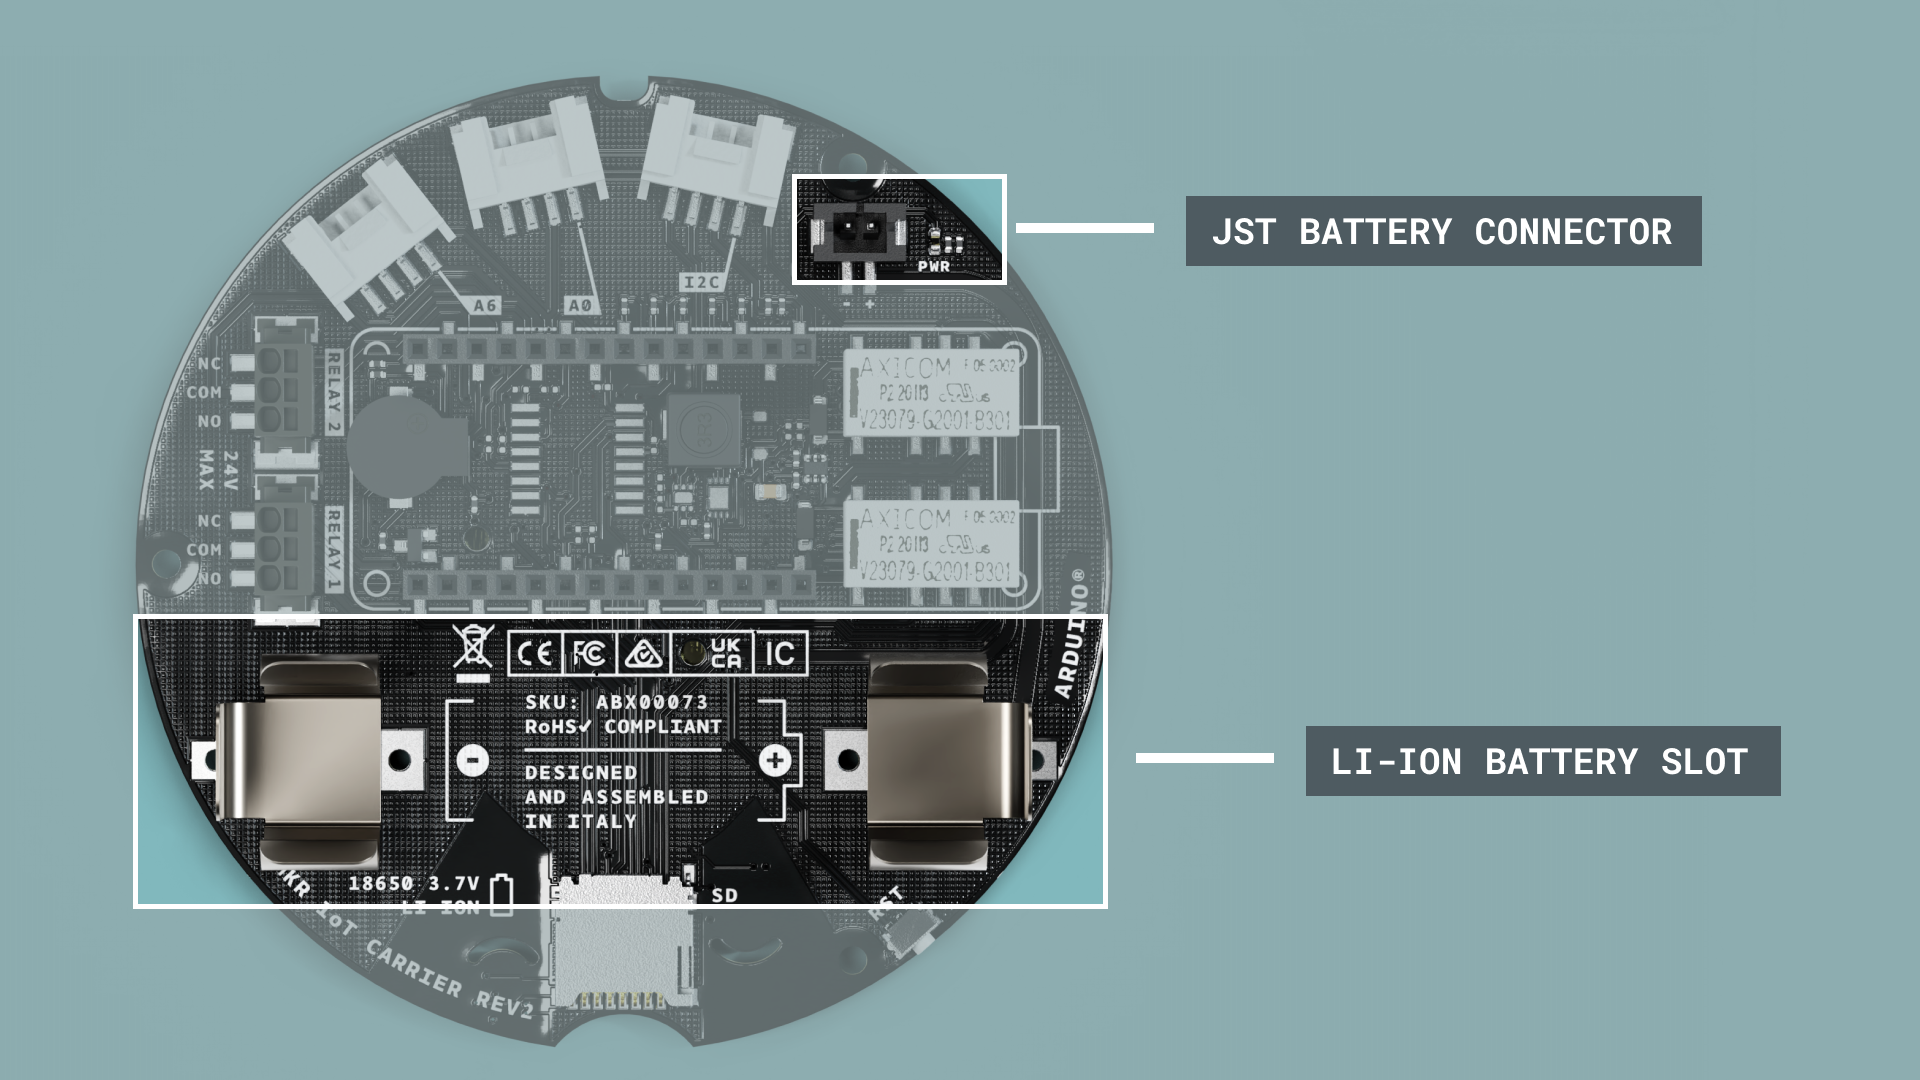 JST BATTERY CONNECTOR
PWR
- +
I2C
A0
A6
NC
COM
NO
RELAY 2
24V
MAX
NC
COM
NO
RELAY 1
AXICOM
P2 V23079-G2001-B301
AXICOM
P2 V23079-G2001-B301
ARDUINO®
CE FC UK CA IC
SKU: ABX00073
RoHS✓ COMPLIANT
- +
DESIGNED
AND ASSEMBLED
IN ITALY
LI-ION BATTERY SLOT
18650 3.7V
LI-ION
SD
RST
MKR IoT CARRIER REV2